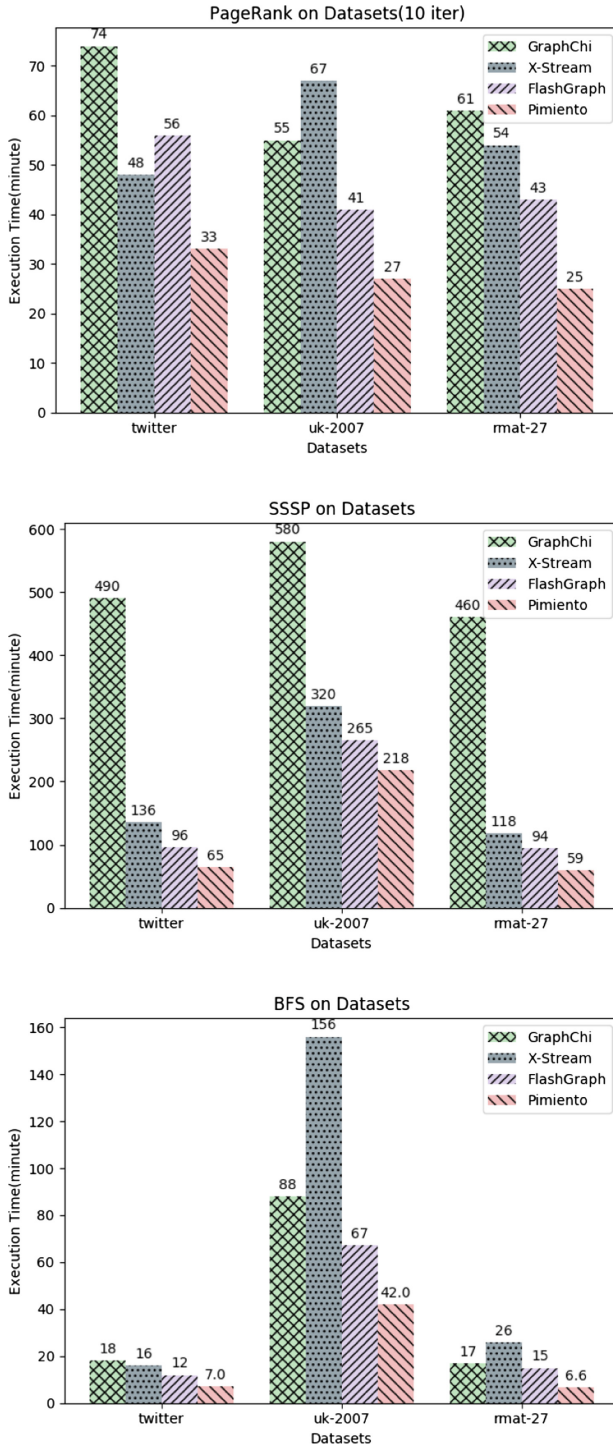 PageRank on Datasets(10 iter)
Execution Time(minute)
70
60
50
40
30
20
10
0
74
48
56
33
55
67
41
27
61
54
43
25
GraphChi
X-Stream
FlashGraph
Pimiento
twitter
uk-2007
rmat-27
Datasets
SSSP on Datasets
Execution Time(minute)
600
500
400
300
200
100
0
490
136
96
65
580
320
265
218
460
118
94
59
GraphChi
X-Stream
FlashGraph
Pimiento
twitter
uk-2007
rmat-27
Datasets
BFS on Datasets
Execution Time(minute)
160
140
120
100
80
60
40
20
0
18
16
12
7.0
88
156
67
42.0
17
26
15
6.6
GraphChi
X-Stream
FlashGraph
Pimiento
twitter
uk-2007
rmat-27
Datasets